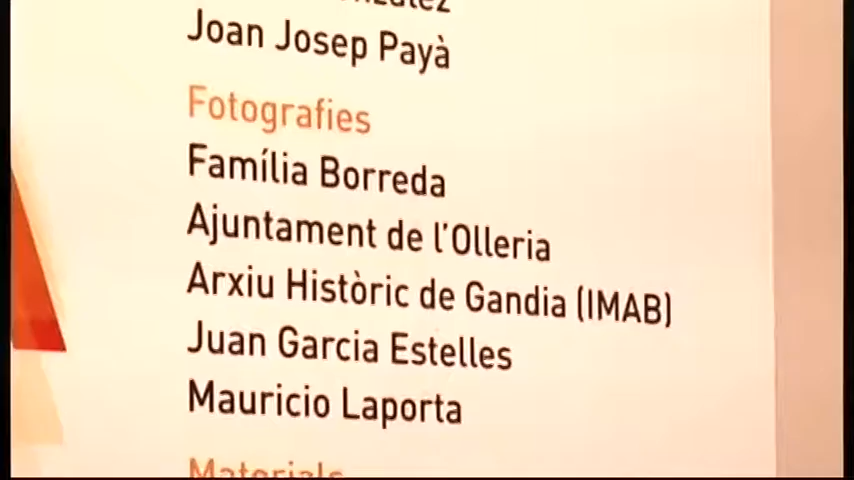 Joan Josep Payà
Fotografies
Família Borreda
Ajuntament de l'Olleria
Arxiu Històric de Gandia (IMAB)
Juan Garcia Estelles
Mauricio Laporta
Materials